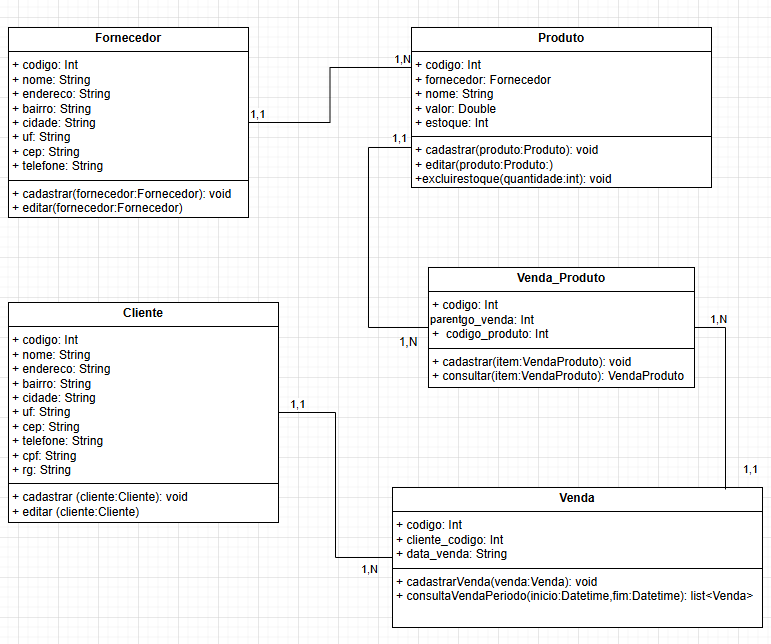 Fornecedor
+ codigo: Int
+ nome: String
+ endereco: String
+ bairro: String
+ cidade: String
+ uf: String
+ cep: String
+ telefone: String
+ cadastrar(fornecedor:Fornecedor): void
+ editar(fornecedor:Fornecedor)
1,1
1,N
Produto
+ codigo: Int
+ fornecedor: Fornecedor
+ nome: String
+ valor: Double
+ estoque: Int
+ cadastrar(produto:Produto): void
+ editar(produto:Produto:)
+excluirestoque(quantidade:int): void
1,1
1,N
Venda_Produto
+ codigo: Int
parentgo_venda: Int
+ codigo_produto: Int
+ cadastrar(item:VendaProduto): void
+ consultar(item:VendaProduto): VendaProduto
1,N
1,1
Cliente
+ codigo: Int
+ nome: String
+ endereco: String
+ bairro: String
+ cidade: String
+ uf: String
+ cep: String
+ telefone: String
+ cpf: String
+ rg: String
+ cadastrar (cliente:Cliente): void
+ editar (cliente:Cliente)
1,1
1,N
Venda
+ codigo: Int
+ cliente_codigo: Int
+ data_venda: String
+ cadastrarVenda(venda:Venda): void
+ consultaVendaPeriodo(inicio:Datetime,fim:Datetime): list<Venda>